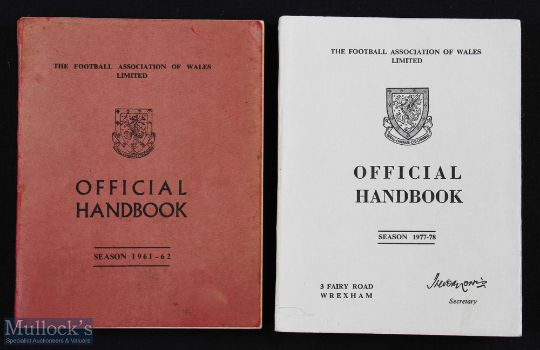 THE FOOTBALL ASSOCIATION OF WALES
LIMITED
OFFICIAL
HANDBOOK
SEASON 1961-62
THE FOOTBALL ASSOCIATION OF WALES
LIMITED
OFFICIAL
HANDBOOK
SEASON 1977-78
3 FAIRY ROAD
WREXHAM
Secretary
Mullock's
Specialist Auctioneers & Valuers